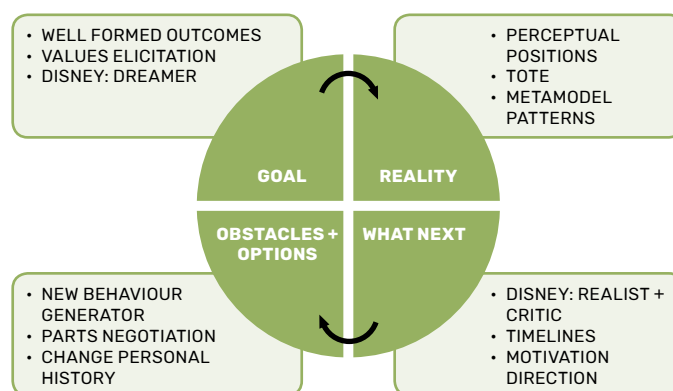 • WELL FORMED OUTCOMES
• VALUES ELICITATION
• DISNEY: DREAMER
• PERCEPTUAL
POSITIONS
• TOTE
• METAMODEL
PATTERNS
GOAL
REALITY
OBSTACLES +
OPTIONS
WHAT NEXT
• NEW BEHAVIOUR
GENERATOR
• PARTS NEGOTIATION
• CHANGE PERSONAL
HISTORY
• DISNEY: REALIST +
CRITIC
• TIMELINES
• MOTIVATION
DIRECTION